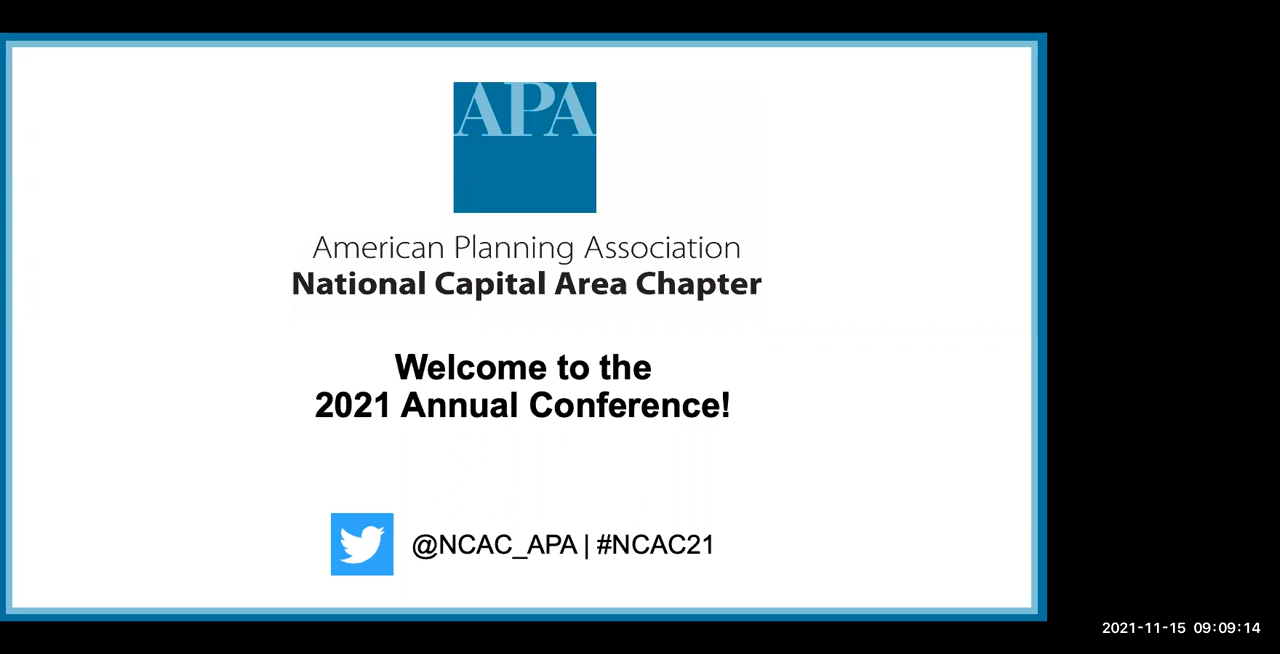 APA
American Planning Association
National Capital Area Chapter
Welcome to the
2021 Annual Conference!
@NCAC_APA | #NCAC21
2021-11-15 09:09:14